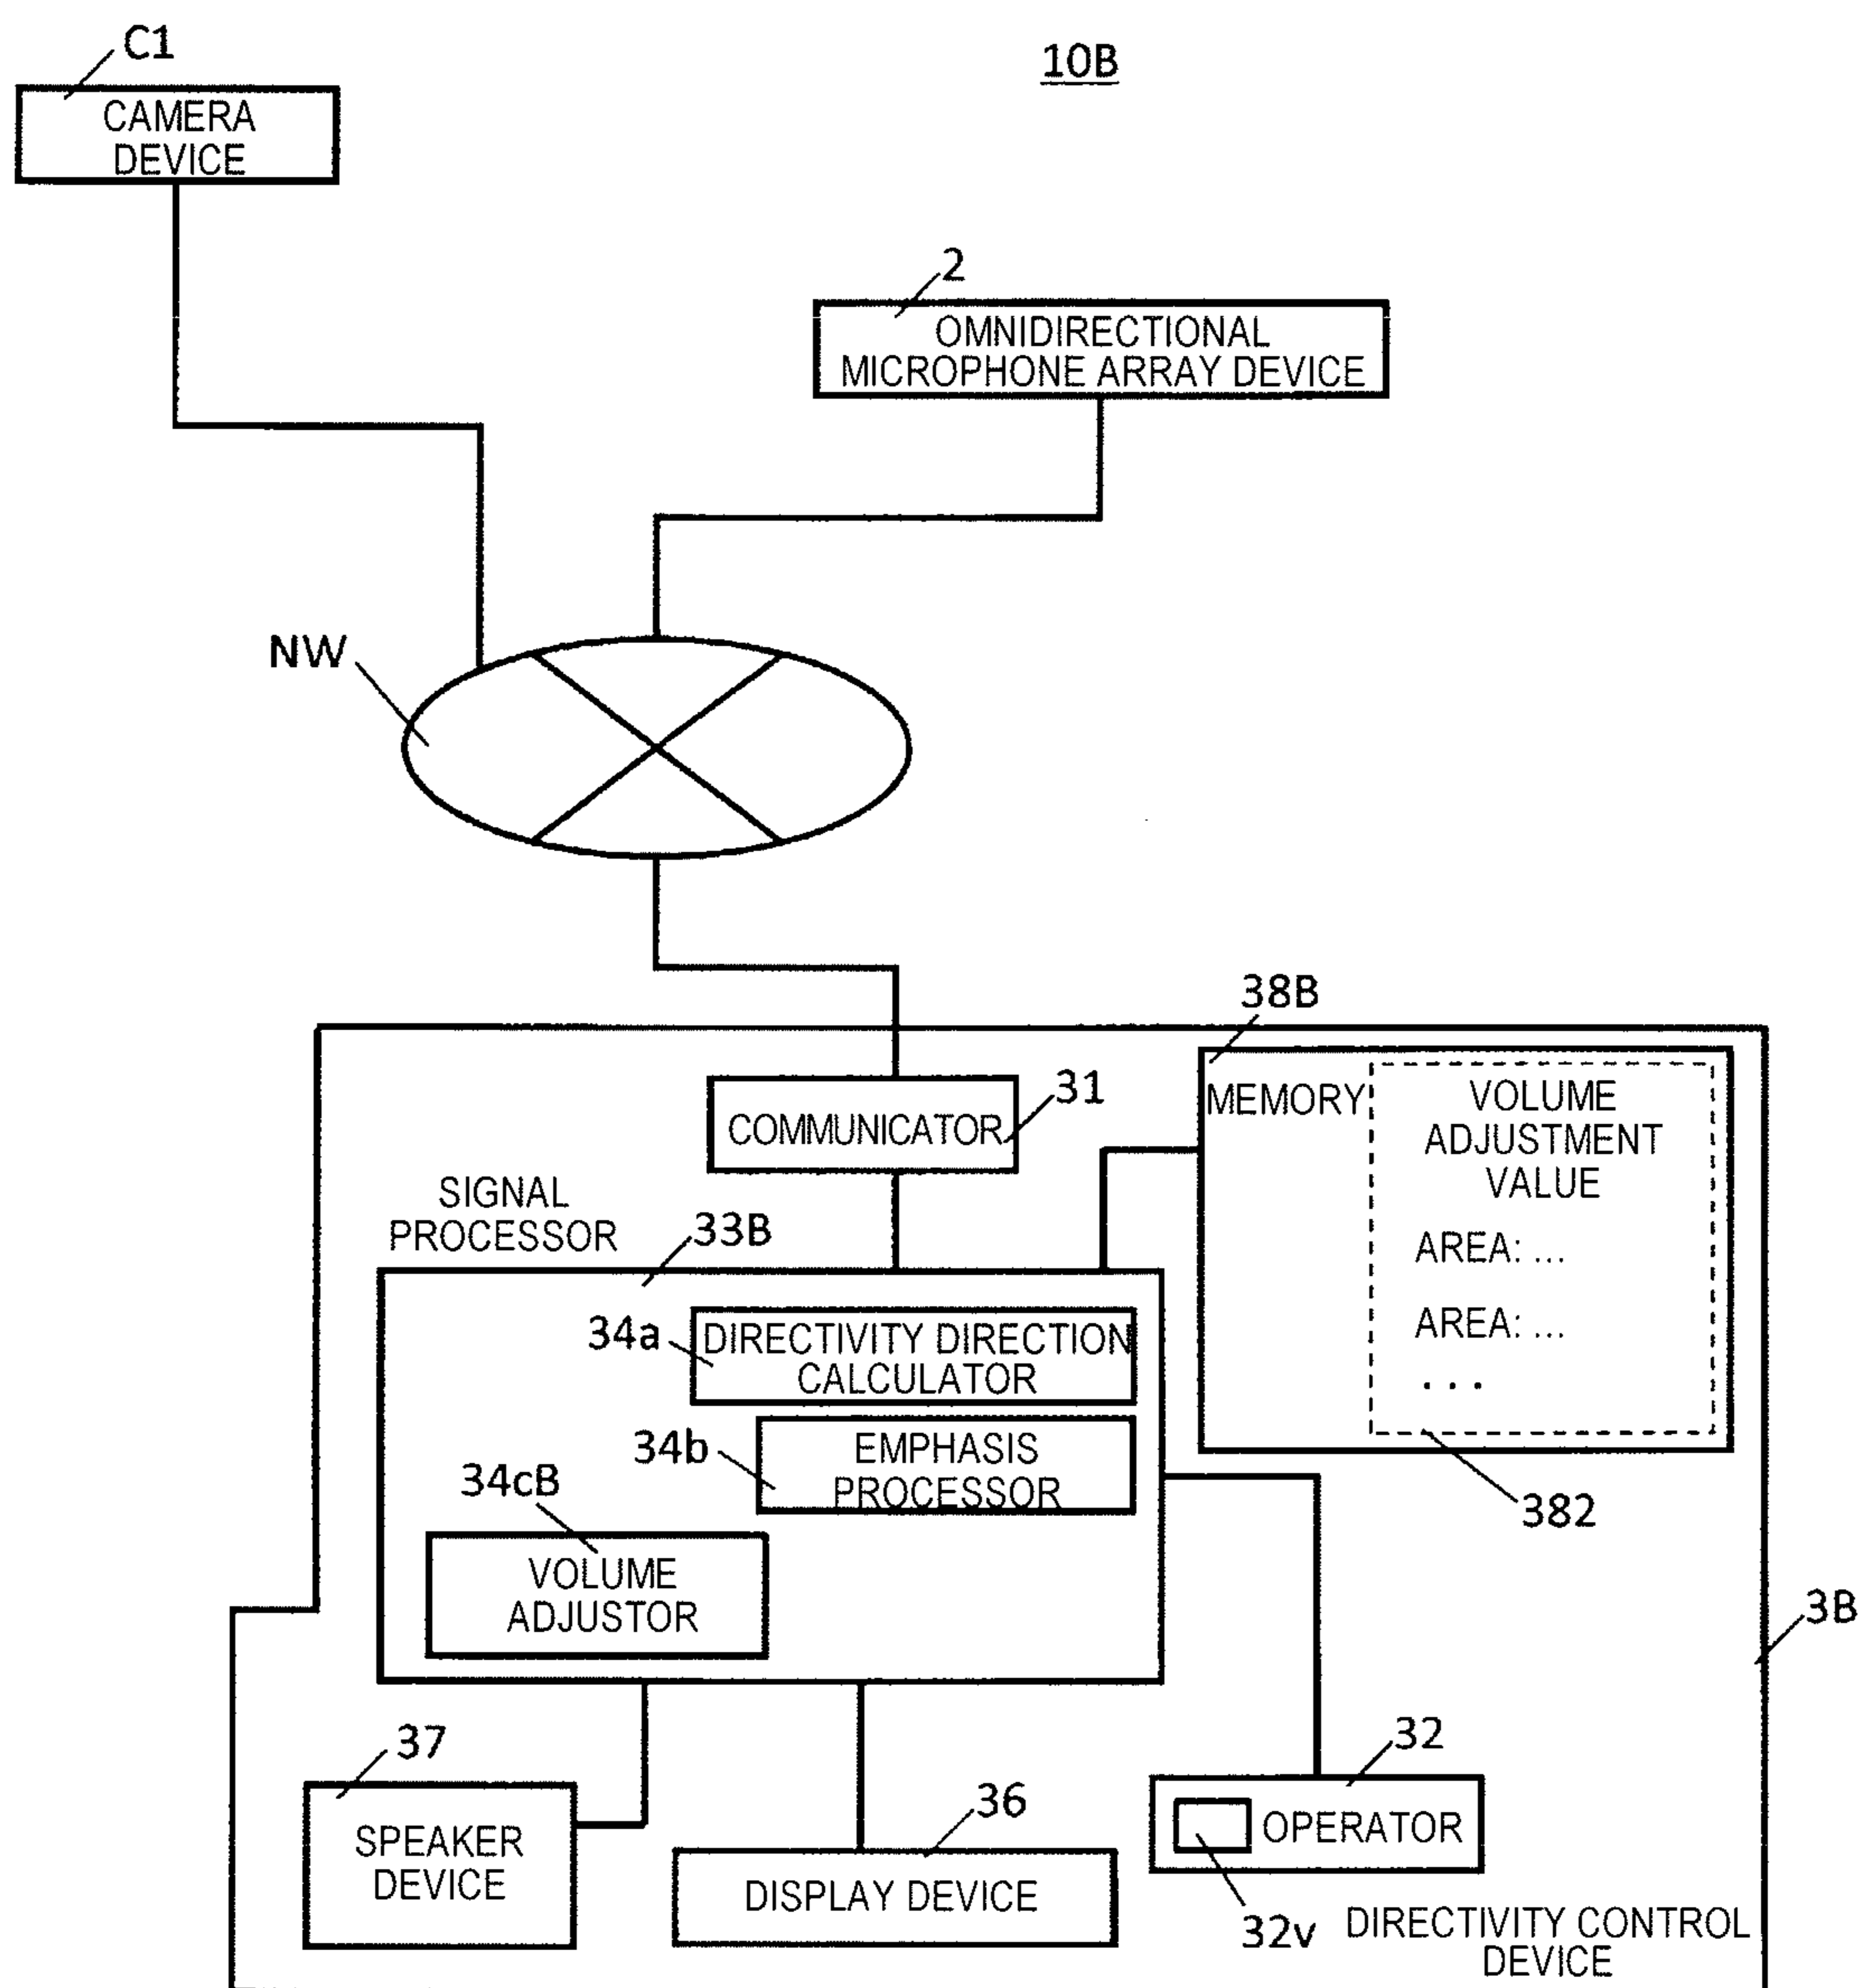 C1
10B
CAMERA
DEVICE
2
OMNIDIRECTIONAL
MICROPHONE ARRAY DEVICE
NW
38B
31
COMMUNICATOR
MEMORY
VOLUME
ADJUSTMENT
VALUE
AREA: ...
AREA: ...
...
382
SIGNAL
PROCESSOR
33B
34a
DIRECTIVITY DIRECTION
CALCULATOR
34b
EMPHASIS
PROCESSOR
34cB
VOLUME
ADJUSTOR
3B
37
SPEAKER
DEVICE
36
DISPLAY DEVICE
32
OPERATOR
32v
DIRECTIVITY CONTROL
DEVICE